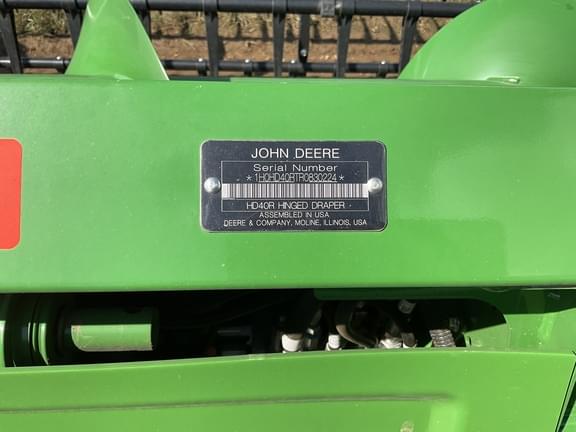 JOHN DEERE
Serial Number
*1H0HD40RTR0830224*
HD40R HINGED DRAPER
ASSEMBLED IN USA
DEERE & COMPANY, MOLINE, ILLINOIS, USA